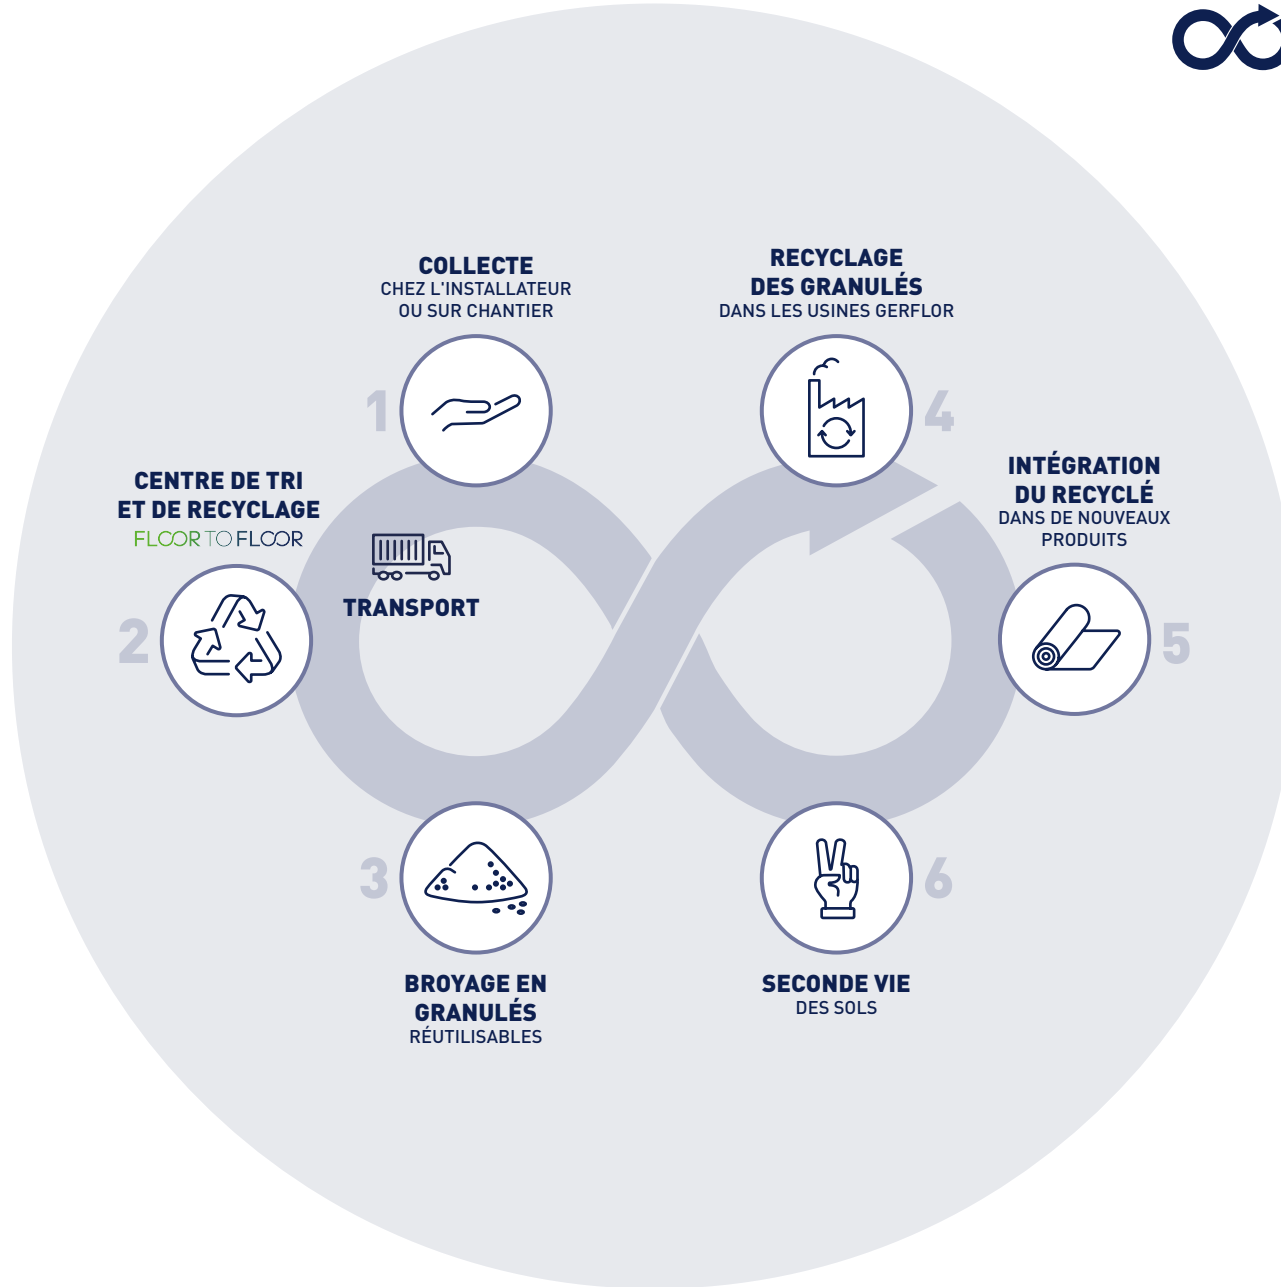 1
COLLECTE
CHEZ L'INSTALLATEUR
OU SUR CHANTIER
2
CENTRE DE TRI
ET DE RECYCLAGE
FLOOR TO FLOOR
TRANSPORT
3
BROYAGE EN
GRANULÉS
RÉUTILISABLES
4
RECYCLAGE
DES GRANULÉS
DANS LES USINES GERFLOR
5
INTÉGRATION
DU RECYCLÉ
DANS DE NOUVEAUX
PRODUITS
6
SECONDE VIE
DES SOLS